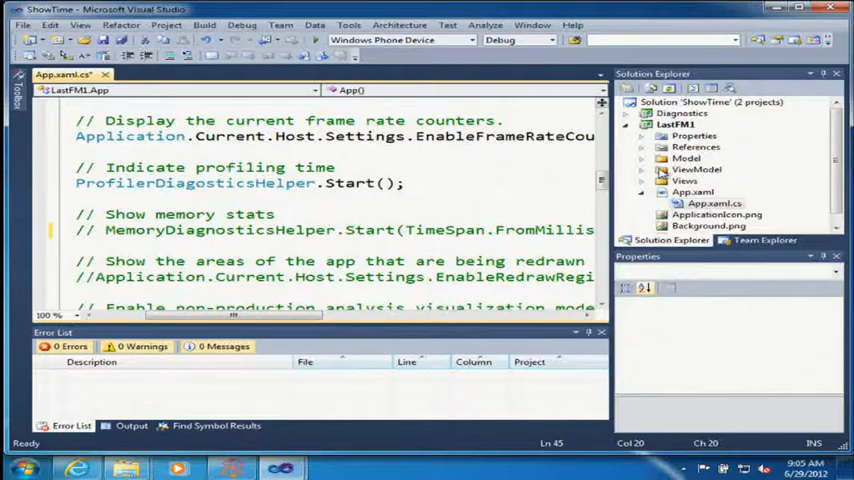 ShowTime - Microsoft Visual Studio
File Edit View Refactor Project Build Debug Team Data Tools Architecture Test Analyze Window Help
Windows Phone Device Debug
Toolbox
App.xaml.cs*
LastFM1.App App()
// Display the current frame rate counters.
Application.Current.Host.Settings.EnableFrameRateCou
// Indicate profiling time
ProfilerDiagosticsHelper.Start();
// Show memory stats
// MemoryDiagnosticsHelper.Start(TimeSpan.FromMillis
// Show the areas of the app that are being redrawn
//Application.Current.Host.Settings.EnableRedrawRegi
// Enable non-production analysis visualization mode
100 %
Error List
0 Errors 0 Warnings 0 Messages
Description File Line Column Project
Error List Output Find Symbol Results
Solution Explorer
Solution 'ShowTime' (2 projects)
Diagnostics
LastFM1
Properties
References
Model
ViewModel
Views
App.xaml
App.xaml.cs
ApplicationIcon.png
Background.png
Solution Explorer Team Explorer
Properties
Ready Ln 45 Col 20 Ch 20 INS
9:05 AM
6/29/2012